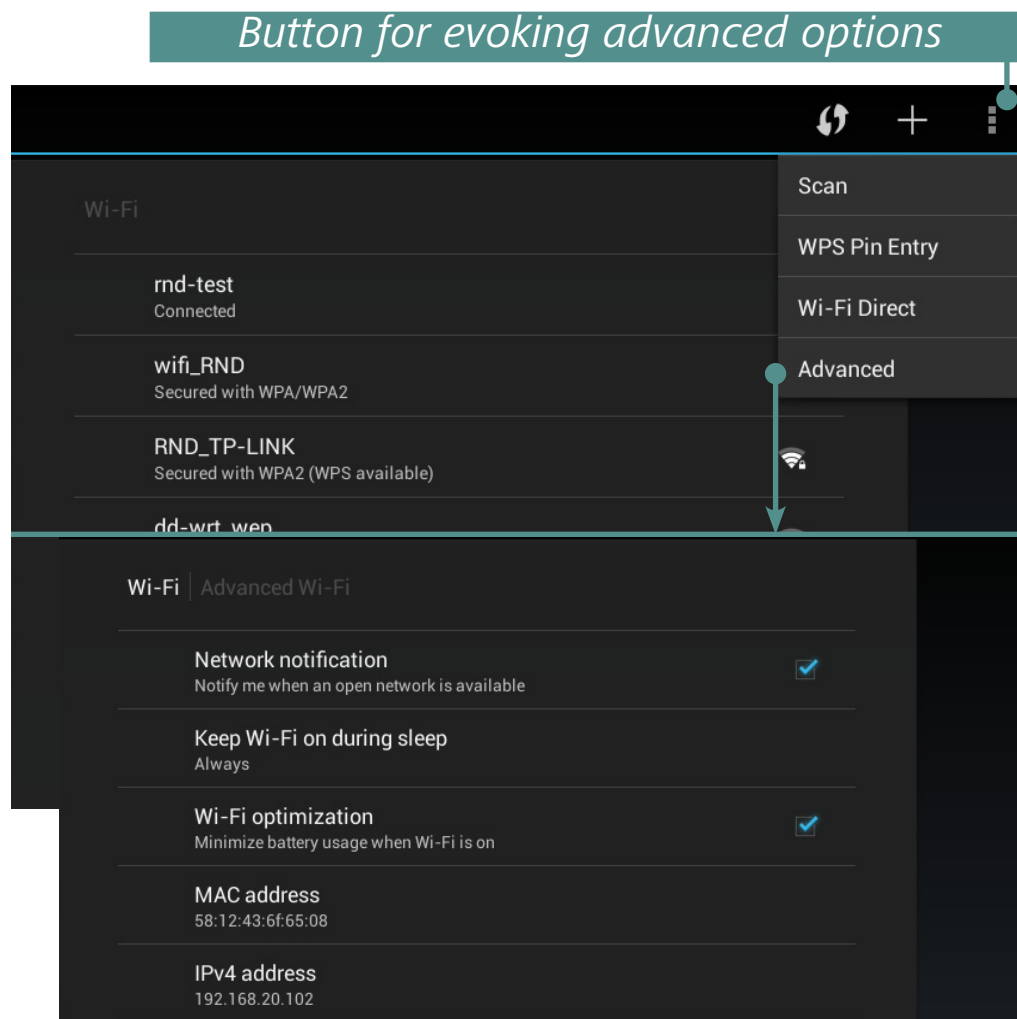 Button for evoking advanced options
Scan
Wi-Fi
WPS Pin Entry
rnd-test
Connected
Wi-Fi Direct
wifi_RND
Secured with WPA/WPA2
Advanced
RND_TP-LINK
Secured with WPA2 (WPS available)
dd-wrt_wep
Wi-Fi | Advanced Wi-Fi
Network notification
Notify me when an open network is available
Keep Wi-Fi on during sleep
Always
Wi-Fi optimization
Minimize battery usage when Wi-Fi is on
MAC address
58:12:43:6f:65:08
IPv4 address
192.168.20.102